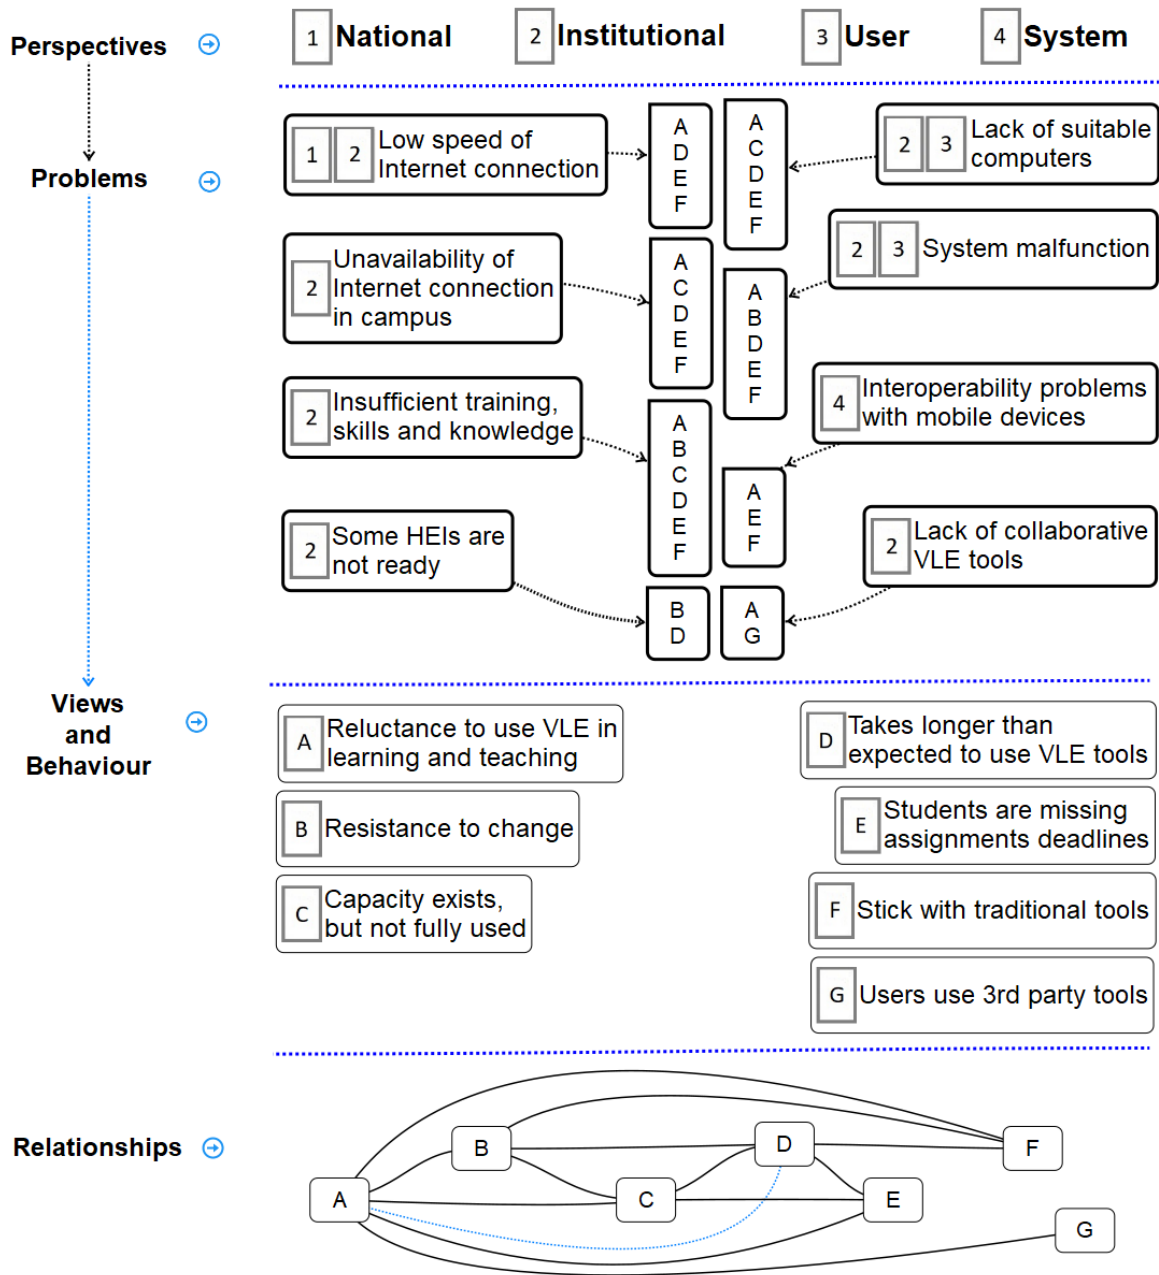 Perspectives
1 National
2 Institutional
3 User
4 System
Problems
1 2 Low speed of
Internet connection
A
D
E
F
A
C
D
E
F
2 3 Lack of suitable
computers
2 Unavailability of
Internet connection
in campus
A
C
D
E
F
A
B
D
E
F
2 3 System malfunction
2 Insufficient training,
skills and knowledge
A
B
C
D
E
F
A
E
F
4 Interoperability problems
with mobile devices
2 Some HEIs are
not ready
B
D
A
G
2 Lack of collaborative
VLE tools
Views
and
Behaviour
A Reluctance to use VLE in
learning and teaching
B Resistance to change
C Capacity exists,
but not fully used
D Takes longer than
expected to use VLE tools
E Students are missing
assignments deadlines
F Stick with traditional tools
G Users use 3rd party tools
Relationships
A
B
C
D
E
F
G